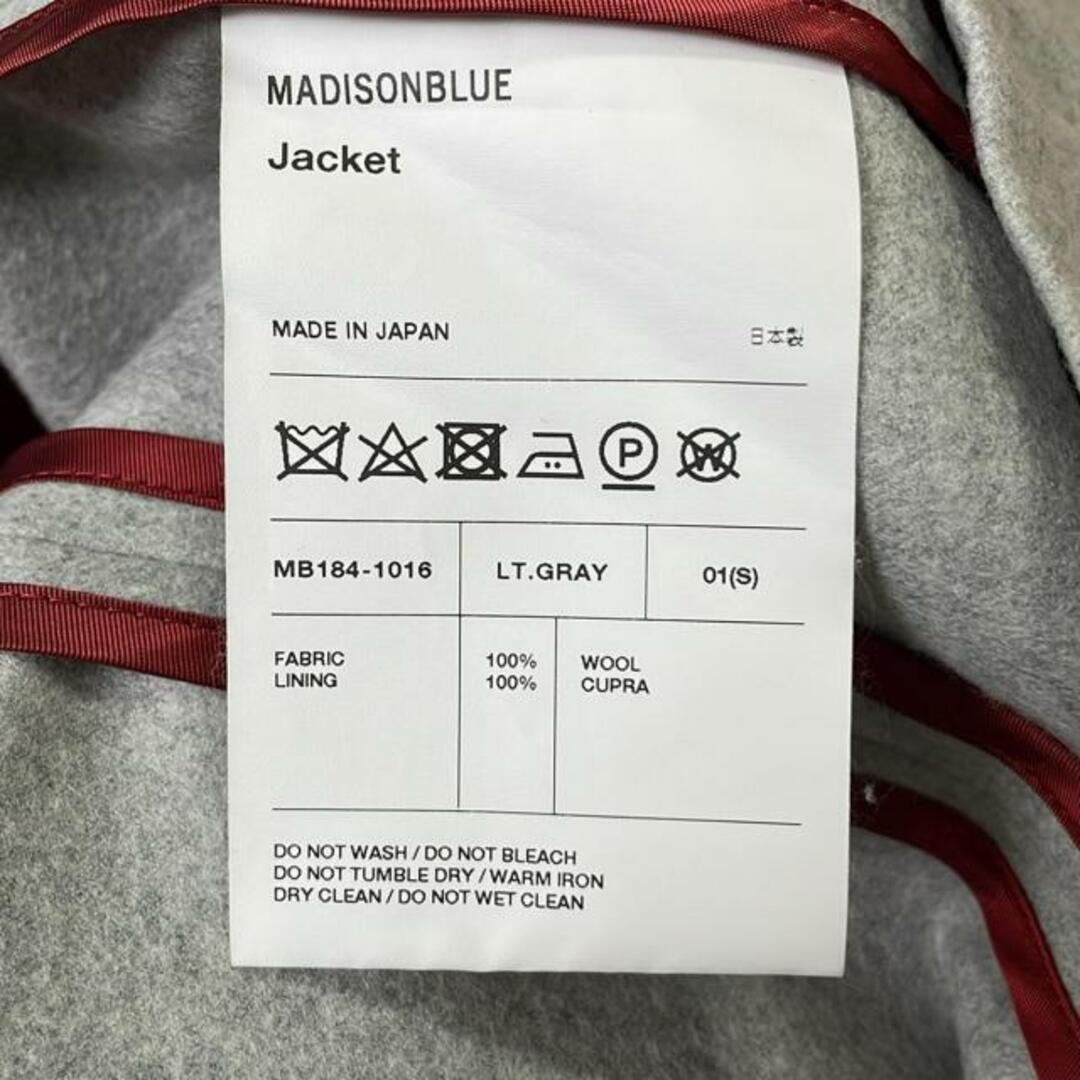 MADISONBLUE
Jacket
MADE IN JAPAN 日本製
P W
MB184-1016 LT.GRAY 01(S)
FABRIC 100% WOOL
LINING 100% CUPRA
DO NOT WASH / DO NOT BLEACH
DO NOT TUMBLE DRY / WARM IRON
DRY CLEAN / DO NOT WET CLEAN